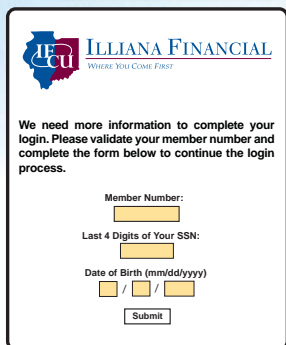 IFCU
ILLIANA FINANCIAL
WHERE YOU COME FIRST
We need more information to complete your
login. Please validate your member number and
complete the form below to continue the login
process.
Member Number:
Last 4 Digits of Your SSN:
Date of Birth (mm/dd/yyyy)
/ /
Submit